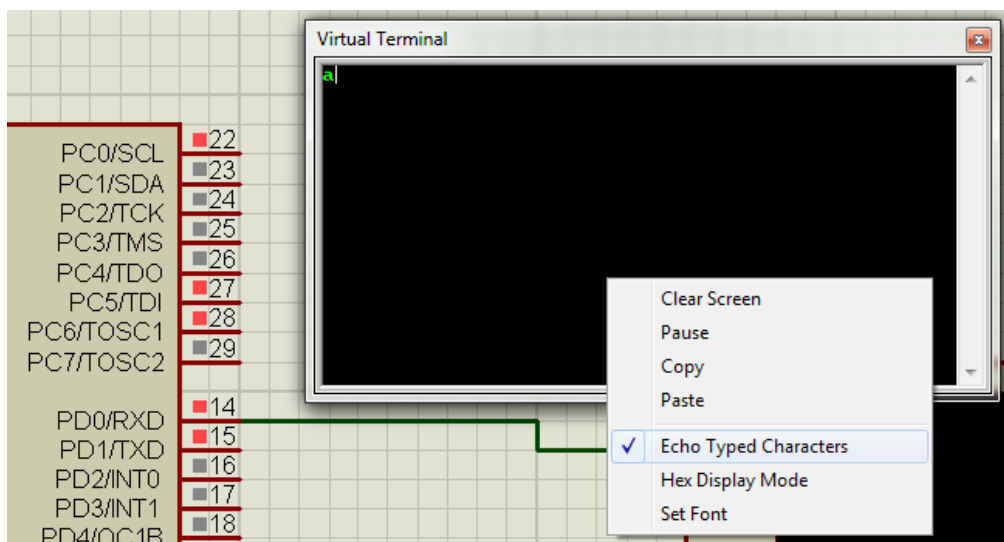 Virtual Terminal
a
PC0/SCL 22
PC1/SDA 23
PC2/TCK 24
PC3/TMS 25
PC4/TDO 26
PC5/TDI 27
PC6/TOSC1 28
PC7/TOSC2 29
PD0/RXD 14
PD1/TXD 15
PD2/INT0 16
PD3/INT1 17
PD4/OC1B 18
Clear Screen
Pause
Copy
Paste
Echo Typed Characters
Hex Display Mode
Set Font